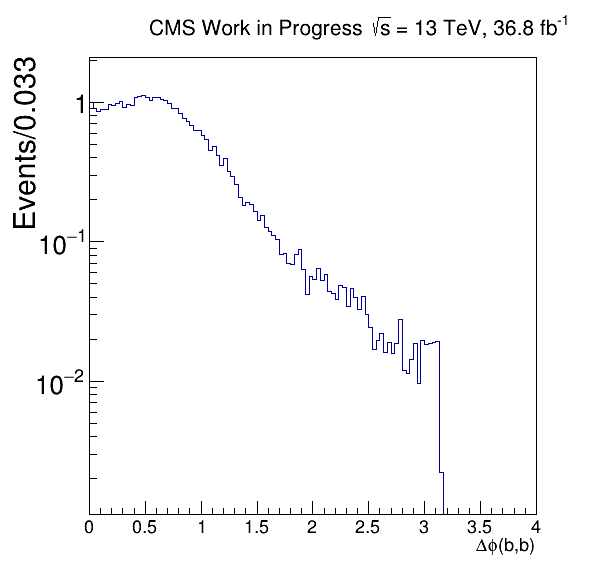 CMS Work in Progress √s = 13 TeV, 36.8 fb⁻¹
Events/0.033
1
10⁻¹
10⁻²
0 0.5 1 1.5 2 2.5 3 3.5 4
Δϕ(b,b)